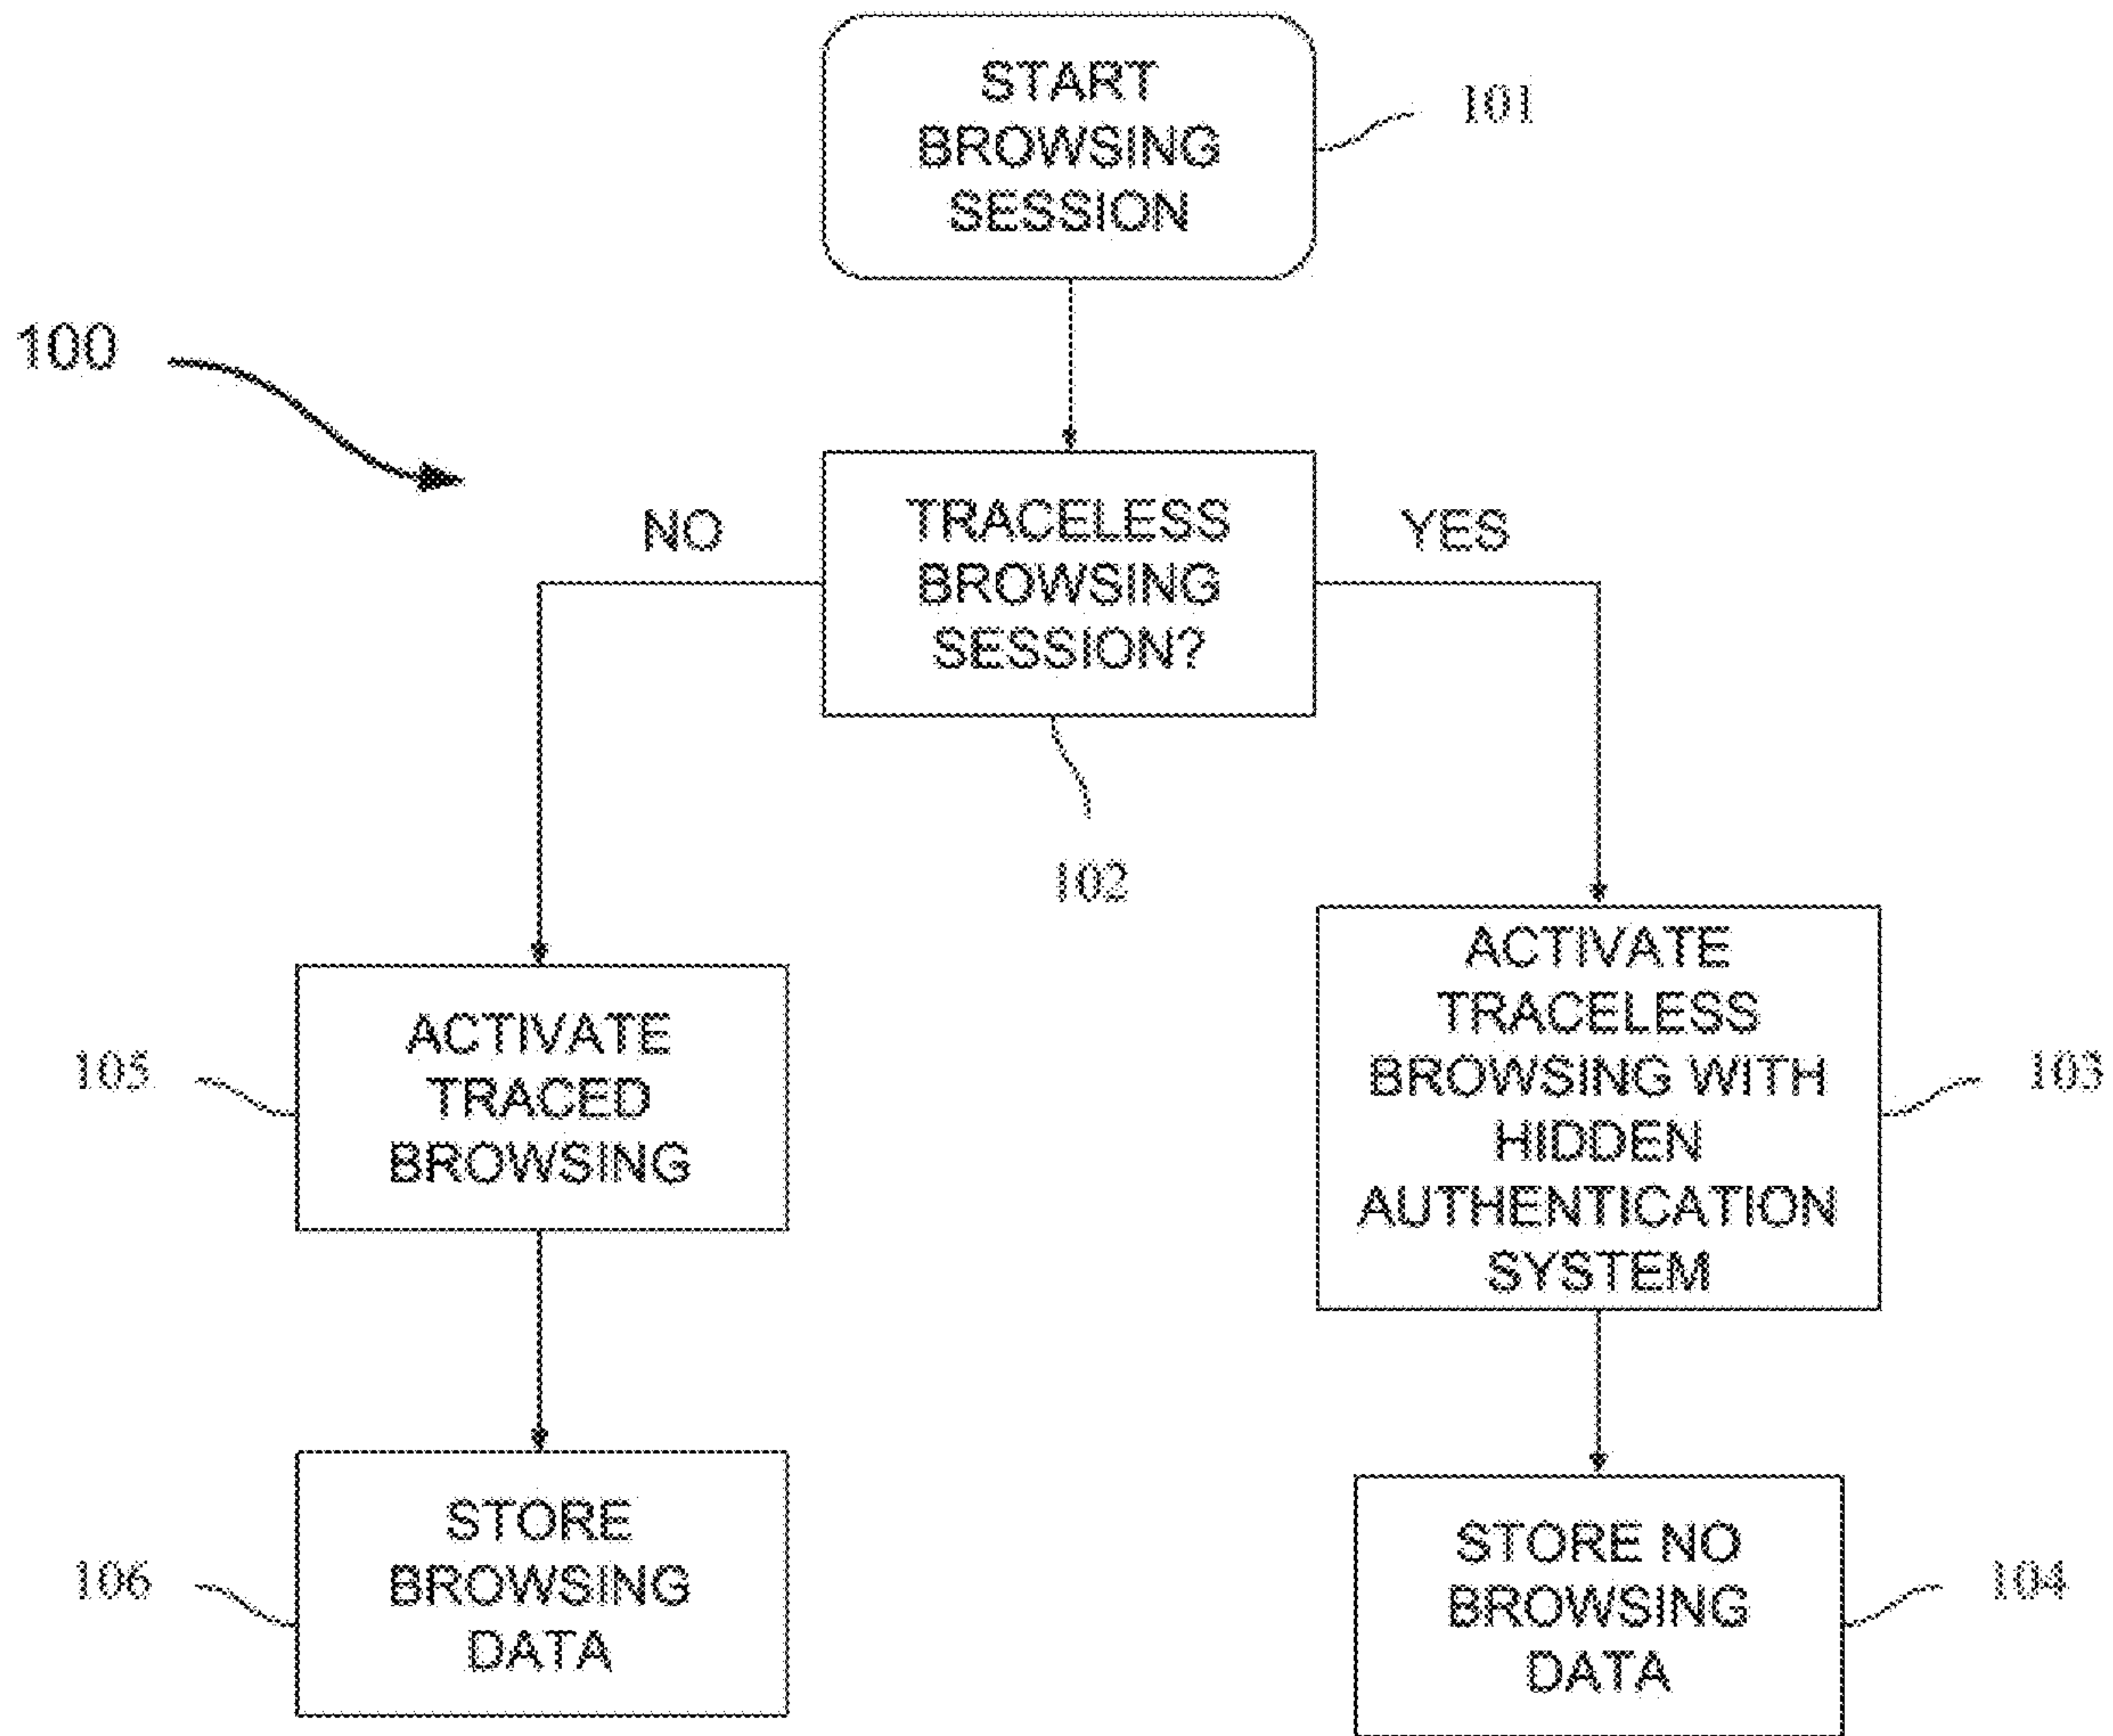 START
BROWSING
SESSION
101
100
NO
TRACELESS
BROWSING
SESSION?
YES
102
105
ACTIVATE
TRACED
BROWSING
ACTIVATE
TRACELESS
BROWSING WITH
HIDDEN
AUTHENTICATION
SYSTEM
103
106
STORE
BROWSING
DATA
STORE NO
BROWSING
DATA
104